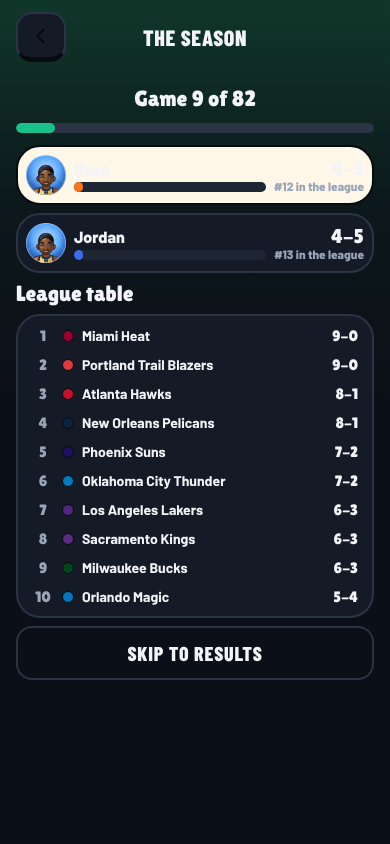 THE SEASON
Game 9 of 82
Ryan 4–5
#12 in the league
Jordan 4–5
#13 in the league
League table
1 Miami Heat 9–0
2 Portland Trail Blazers 9–0
3 Atlanta Hawks 8–1
4 New Orleans Pelicans 8–1
5 Phoenix Suns 7–2
6 Oklahoma City Thunder 7–2
7 Los Angeles Lakers 6–3
8 Sacramento Kings 6–3
9 Milwaukee Bucks 6–3
10 Orlando Magic 5–4
SKIP TO RESULTS